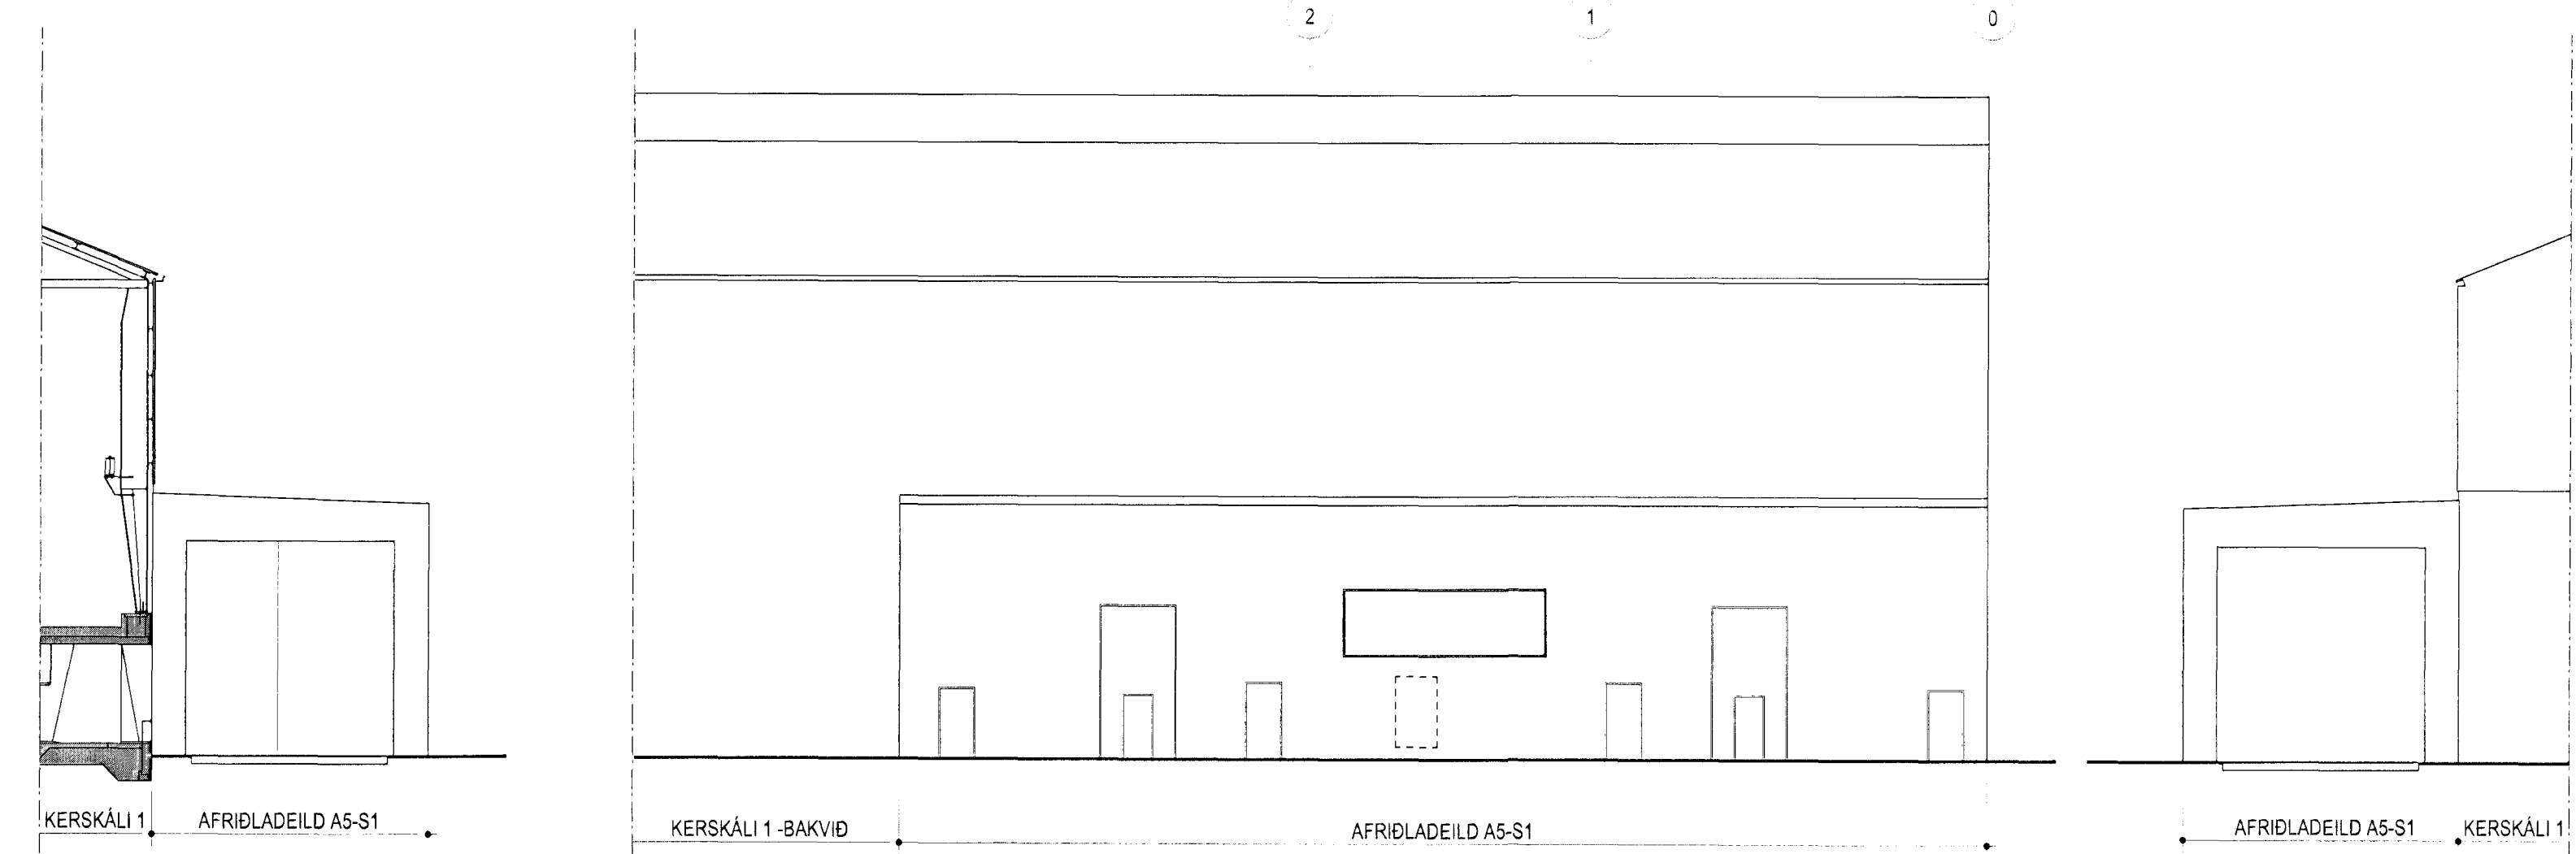 2 1 0
KERSKÁLI 1 AFRIÐLADEILD A5-S1 KERSKÁLI 1 -BAKVIÐ AFRIÐLADEILD A5-S1 AFRIÐLADEILD A5-S1 KERSKÁLI 1